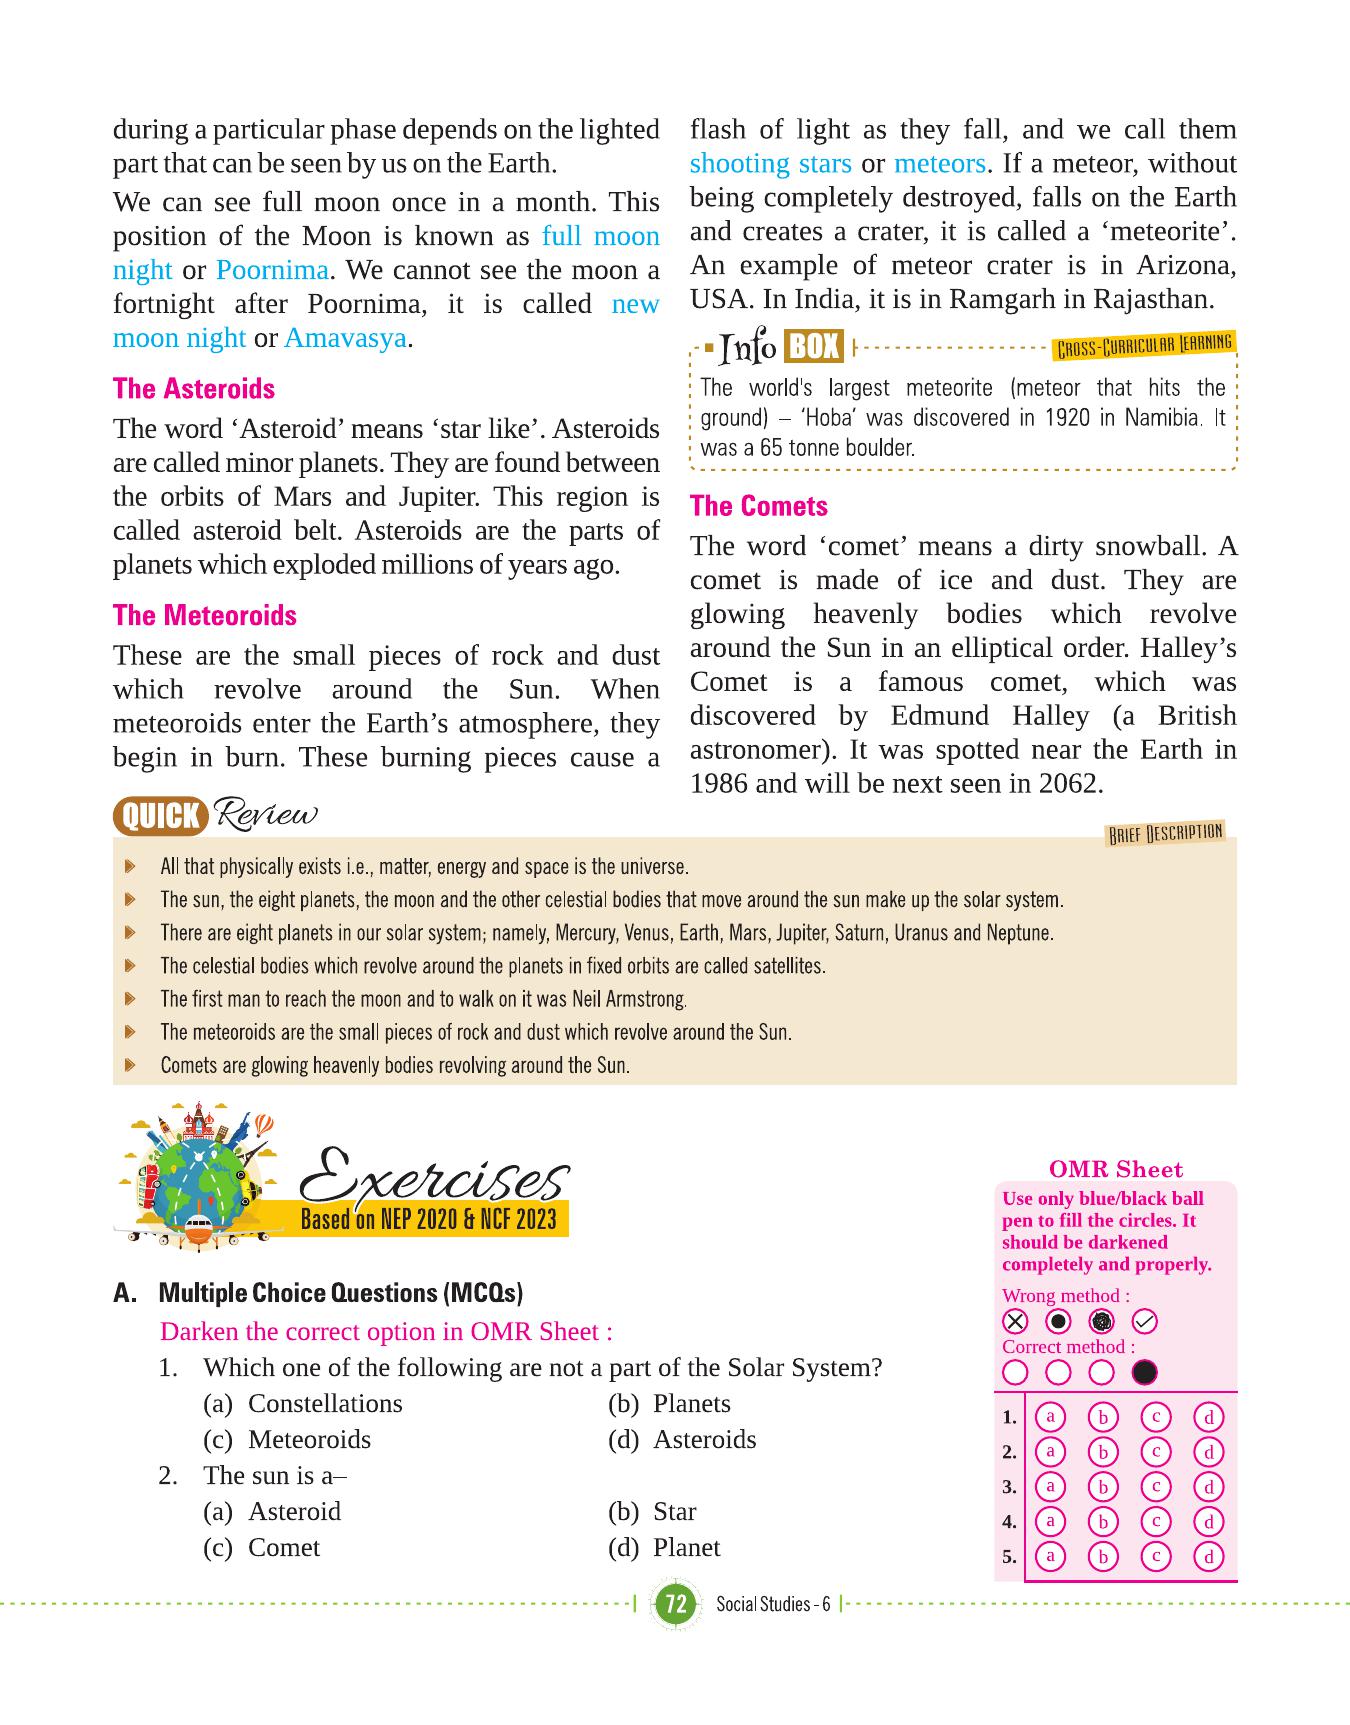 during a particular phase depends on the lighted
part that can be seen by us on the Earth.
We can see full moon once in a month. This
position of the Moon is known as full moon
night or Poornima. We cannot see the moon a
fortnight after Poornima, it is called new
moon night or Amavasya.
The Asteroids
The word ‘Asteroid’ means ‘star like’. Asteroids
are called minor planets. They are found between
the orbits of Mars and Jupiter. This region is
called asteroid belt. Asteroids are the parts of
planets which exploded millions of years ago.
The Meteoroids
These are the small pieces of rock and dust
which revolve around the Sun. When
meteoroids enter the Earth’s atmosphere, they
begin in burn. These burning pieces cause a
flash of light as they fall, and we call them
shooting stars or meteors. If a meteor, without
being completely destroyed, falls on the Earth
and creates a crater, it is called a ‘meteorite’.
An example of meteor crater is in Arizona,
USA. In India, it is in Ramgarh in Rajasthan.
Info BOX
Cross-Curricular Learning
The world's largest meteorite (meteor that hits the
ground) – ‘Hoba’ was discovered in 1920 in Namibia. It
was a 65 tonne boulder.
The Comets
The word ‘comet’ means a dirty snowball. A
comet is made of ice and dust. They are
glowing heavenly bodies which revolve
around the Sun in an elliptical order. Halley’s
Comet is a famous comet, which was
discovered by Edmund Halley (a British
astronomer). It was spotted near the Earth in
1986 and will be next seen in 2062.
QUICK Review
Brief Description
All that physically exists i.e., matter, energy and space is the universe.
The sun, the eight planets, the moon and the other celestial bodies that move around the sun make up the solar system.
There are eight planets in our solar system; namely, Mercury, Venus, Earth, Mars, Jupiter, Saturn, Uranus and Neptune.
The celestial bodies which revolve around the planets in fixed orbits are called satellites.
The first man to reach the moon and to walk on it was Neil Armstrong.
The meteoroids are the small pieces of rock and dust which revolve around the Sun.
Comets are glowing heavenly bodies revolving around the Sun.
Exercises
Based on NEP 2020 & NCF 2023
A. Multiple Choice Questions (MCQs)
Darken the correct option in OMR Sheet :
1. Which one of the following are not a part of the Solar System?
(a) Constellations (b) Planets
(c) Meteoroids (d) Asteroids
2. The sun is a–
(a) Asteroid (b) Star
(c) Comet (d) Planet
OMR Sheet
Use only blue/black ball
pen to fill the circles. It
should be darkened
completely and properly.
Wrong method :
Correct method :
1. a b c d
2. a b c d
3. a b c d
4. a b c d
5. a b c d
72 Social Studies - 6